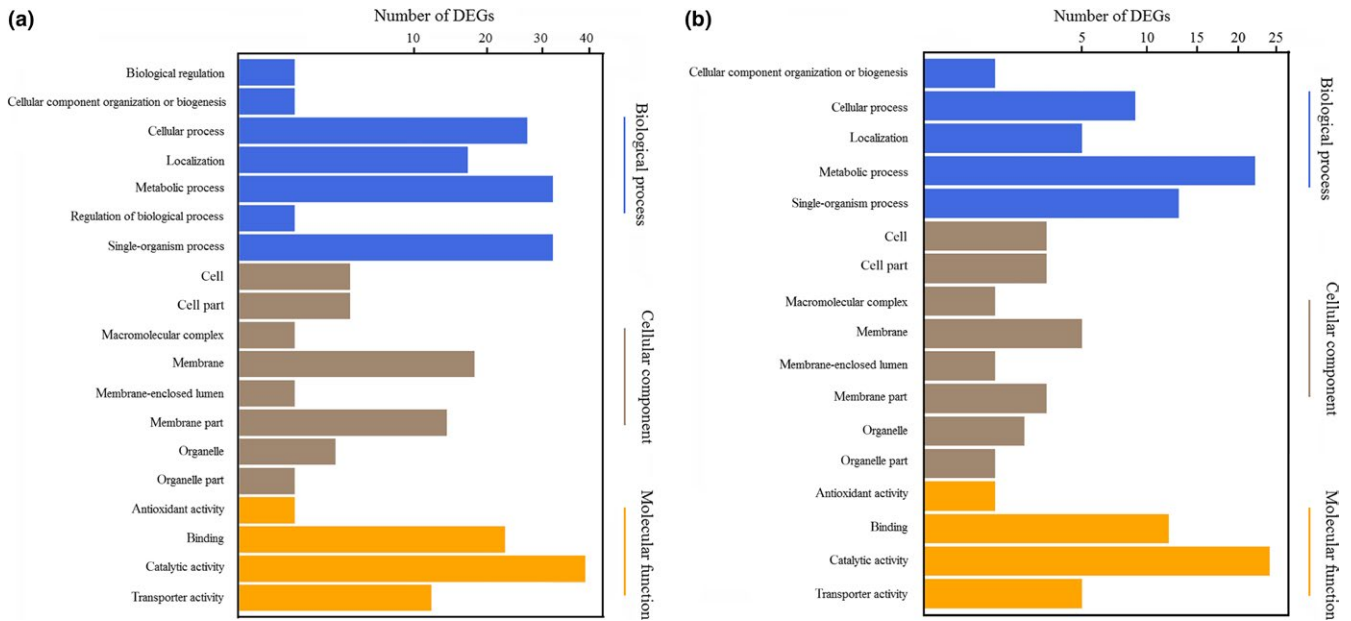 (a)
Number of DEGs
10 20 30 40
Biological regulation
Cellular component organization or biogenesis
Cellular process
Localization
Metabolic process
Regulation of biological process
Single-organism process
Cell
Cell part
Macromolecular complex
Membrane
Membrane-enclosed lumen
Membrane part
Organelle
Organelle part
Antioxidant activity
Binding
Catalytic activity
Transporter activity
Biological process
Cellular component
Molecular function
(b)
Number of DEGs
5 10 15 20 25
Cellular component organization or biogenesis
Cellular process
Localization
Metabolic process
Single-organism process
Cell
Cell part
Macromolecular complex
Membrane
Membrane-enclosed lumen
Membrane part
Organelle
Organelle part
Antioxidant activity
Binding
Catalytic activity
Transporter activity
Biological process
Cellular component
Molecular function